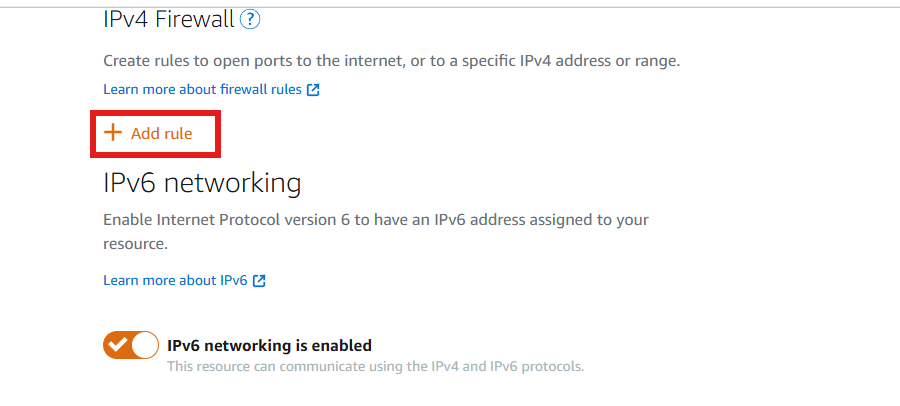 IPv4 Firewall ?
Create rules to open ports to the internet, or to a specific IPv4 address or range.
Learn more about firewall rules
+ Add rule
IPv6 networking
Enable Internet Protocol version 6 to have an IPv6 address assigned to your
resource.
Learn more about IPv6
IPv6 networking is enabled
This resource can communicate using the IPv4 and IPv6 protocols.